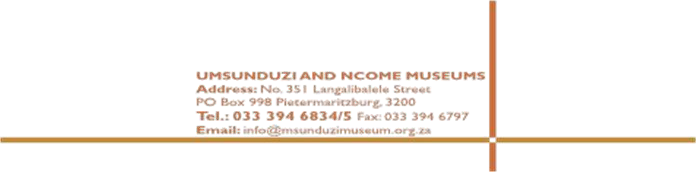 UMSUNDUZI AND NCOME MUSEUMS
Address: No. 351 Langalibalele Street
PO Box 998 Pietermaritzburg, 3200
Tel.: 033 394 6834/5 Fax: 033 394 6797
Email: info@msunduzimuseum.org.za